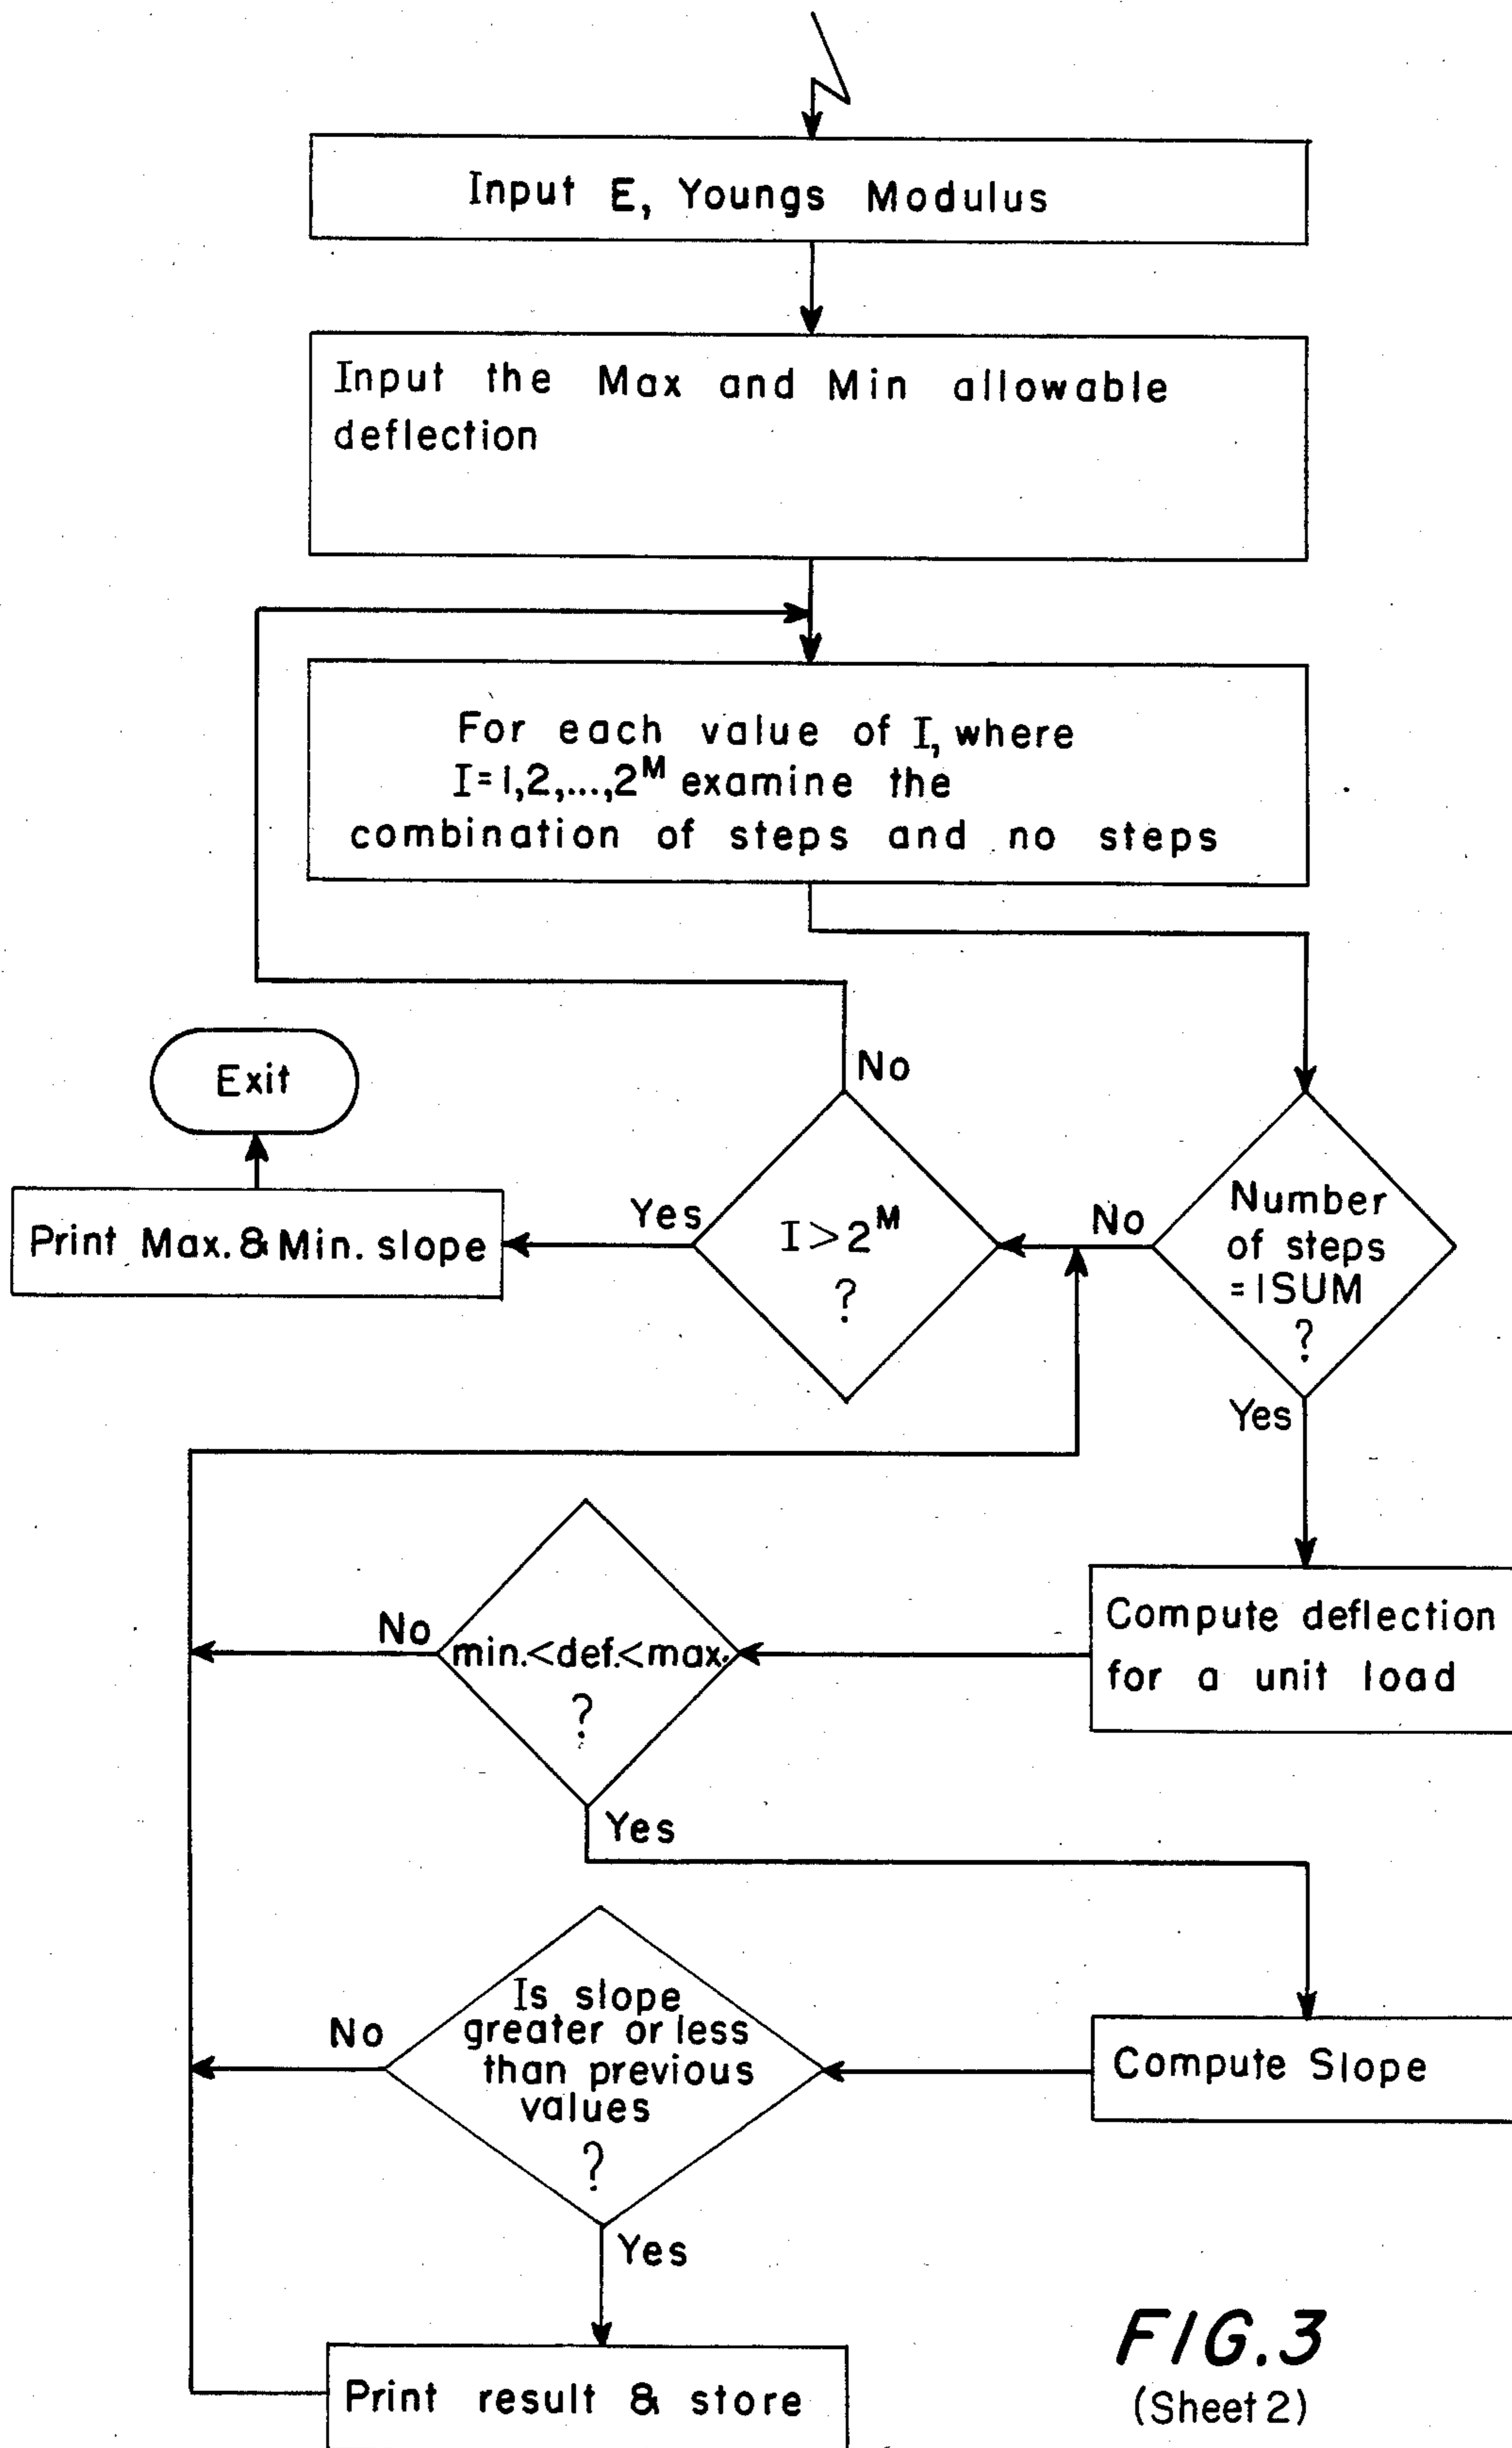 Input E, Youngs Modulus
Input the Max and Min allowable
deflection
For each value of I, where
I=1,2,...,2^M examine the
combination of steps and no steps
No
Exit
Number
of steps
=ISUM
?
No
I>2^M
?
Yes
Print Max. & Min. slope
Yes
Compute deflection
for a unit load
min.<def.<max.
?
No
Yes
Compute Slope
Is slope
greater or less
than previous
values
?
No
Yes
Print result & store
FIG.3
(Sheet 2)